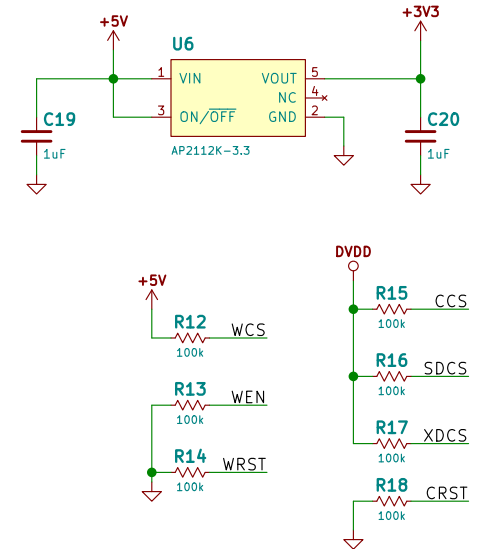 +5V
+3V3
U6
1 VIN VOUT 5
NC 4
3 ON/OFF GND 2
AP2112K-3.3
C19
1uF
C20
1uF
+5V
R12 WCS
100k
R13 WEN
100k
R14 WRST
100k
DVDD
R15 CCS
100k
R16 SDCS
100k
R17 XDCS
100k
R18 CRST
100k